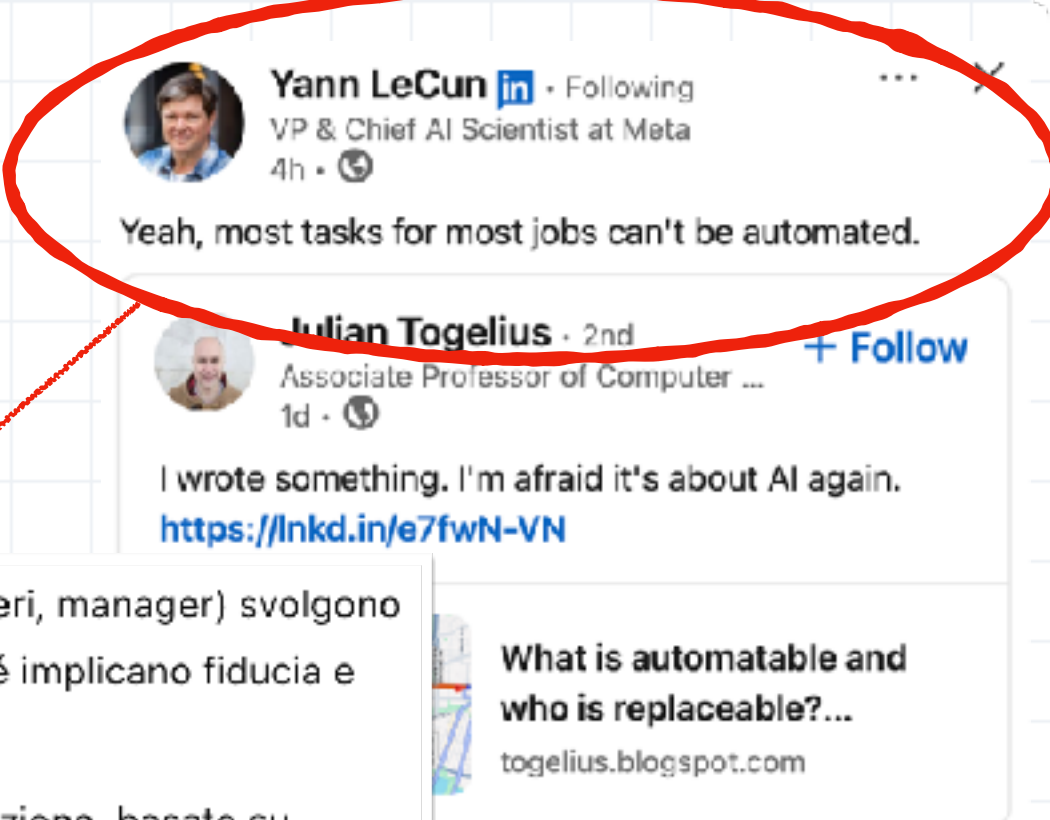 Yann LeCun in • Following
VP & Chief AI Scientist at Meta
4h •
Yeah, most tasks for most jobs can't be automated.
Julian Togelius • 2nd
+ Follow
Associate Professor of Computer ...
1d •
I wrote something. I'm afraid it's about AI again.
https://lnkd.in/e7fwN-VN
eri, manager) svolgono
é implicano fiducia e
What is automatable and
who is replaceable?...
togelius.blogspot.com